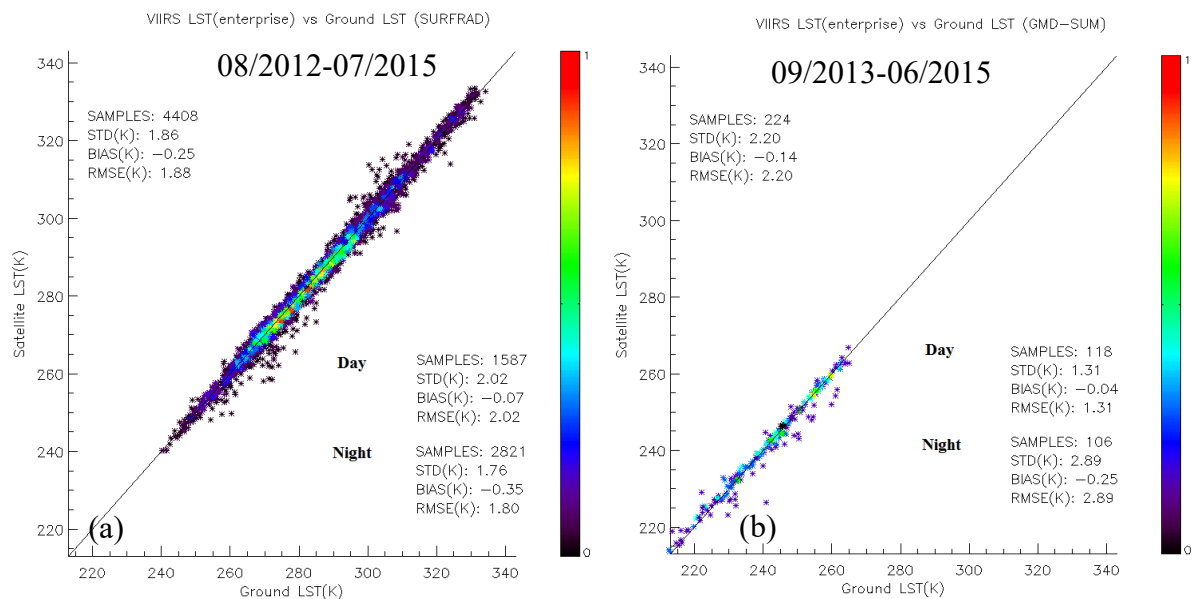 VIIRS LST(enterprise) vs Ground LST (SURFRAD)
08/2012-07/2015
SAMPLES: 4408
STD(K): 1.86
BIAS(K): −0.25
RMSE(K): 1.88
Day
SAMPLES: 1587
STD(K): 2.02
BIAS(K): −0.07
RMSE(K): 2.02
Night
SAMPLES: 2821
STD(K): 1.76
BIAS(K): −0.35
RMSE(K): 1.80
(a)
Satellite LST(K)
340
320
300
280
260
240
220
220 240 260 280 300 320 340
Ground LST(K)
1
0
VIIRS LST(enterprise) vs Ground LST (GMD−SUM)
09/2013-06/2015
SAMPLES: 224
STD(K): 2.20
BIAS(K): −0.14
RMSE(K): 2.20
Day
SAMPLES: 118
STD(K): 1.31
BIAS(K): −0.04
RMSE(K): 1.31
Night
SAMPLES: 106
STD(K): 2.89
BIAS(K): −0.25
RMSE(K): 2.89
(b)
Satellite LST(K)
340
320
300
280
260
240
220
220 240 260 280 300 320 340
Ground LST(K)
1
0